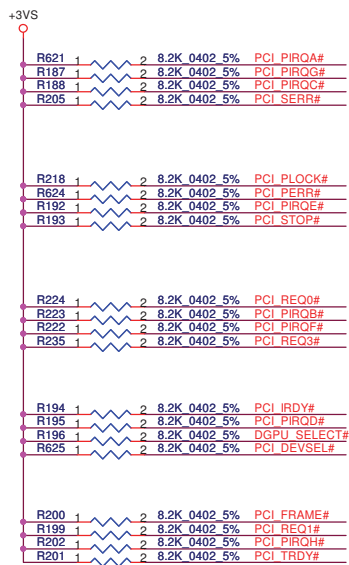 +3VS
R621 1 2 8.2K_0402_5% PCI_PIRQA#
R187 1 2 8.2K_0402_5% PCI_PIRQG#
R188 1 2 8.2K_0402_5% PCI_PIRQC#
R205 1 2 8.2K_0402_5% PCI_SERR#
R218 1 2 8.2K_0402_5% PCI_PLOCK#
R624 1 2 8.2K_0402_5% PCI_PERR#
R192 1 2 8.2K_0402_5% PCI_PIRQE#
R193 1 2 8.2K_0402_5% PCI_STOP#
R224 1 2 8.2K_0402_5% PCI_REQ0#
R223 1 2 8.2K_0402_5% PCI_PIRQB#
R222 1 2 8.2K_0402_5% PCI_PIRQF#
R235 1 2 8.2K_0402_5% PCI_REQ3#
R194 1 2 8.2K_0402_5% PCI_IRDY#
R195 1 2 8.2K_0402_5% PCI_PIRQD#
R196 1 2 8.2K_0402_5% DGPU_SELECT#
R625 1 2 8.2K_0402_5% PCI_DEVSEL#
R200 1 2 8.2K_0402_5% PCI_FRAME#
R199 1 2 8.2K_0402_5% PCI_REQ1#
R202 1 2 8.2K_0402_5% PCI_PIRQH#
R201 1 2 8.2K_0402_5% PCI_TRDY#